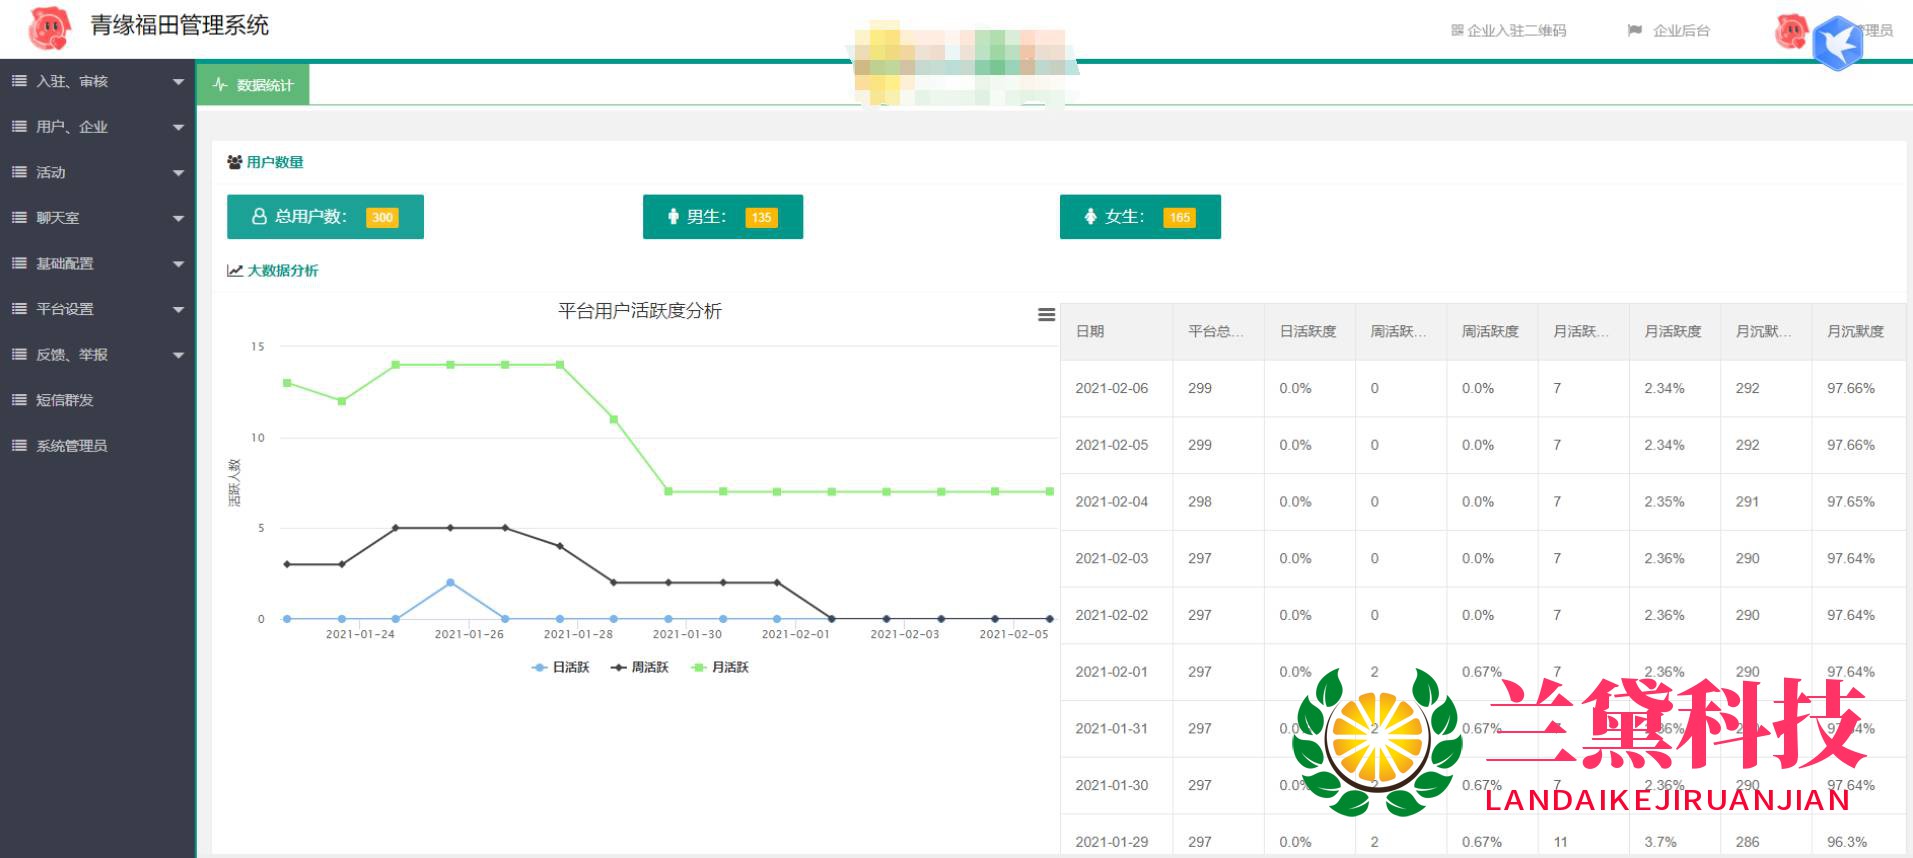 青缘福田管理系统
企业入驻二维码
企业后台
管理员
入驻、审核
用户、企业
活动
聊天室
基础配置
平台设置
反馈、举报
短信群发
系统管理员
数据统计
用户数量
总用户数： 300
男生： 135
女生： 165
大数据分析
平台用户活跃度分析
15
10
5
0
活跃人数
2021-01-24 2021-01-26 2021-01-28 2021-01-30 2021-02-01 2021-02-03 2021-02-05
日活跃 周活跃 月活跃
日期 平台总... 日活跃度 周活跃... 周活跃度 月活跃... 月活跃度 月沉默... 月沉默度
2021-02-06 299 0.0% 0 0.0% 7 2.34% 292 97.66%
2021-02-05 299 0.0% 0 0.0% 7 2.34% 292 97.66%
2021-02-04 298 0.0% 0 0.0% 7 2.35% 291 97.65%
2021-02-03 297 0.0% 0 0.0% 7 2.36% 290 97.64%
2021-02-02 297 0.0% 0 0.0% 7 2.36% 290 97.64%
2021-02-01 297 0.0% 2 0.67% 7 2.36% 290 97.64%
2021-01-31 297 2 0.67%
2021-01-30 297 0.0% 2 0.67% 7 2.36% 290 97.64%
2021-01-29 297 0.0% 2 0.67% 11 3.7% 286 96.3%
兰黛科技
LANDAIKEJIRUANJIAN